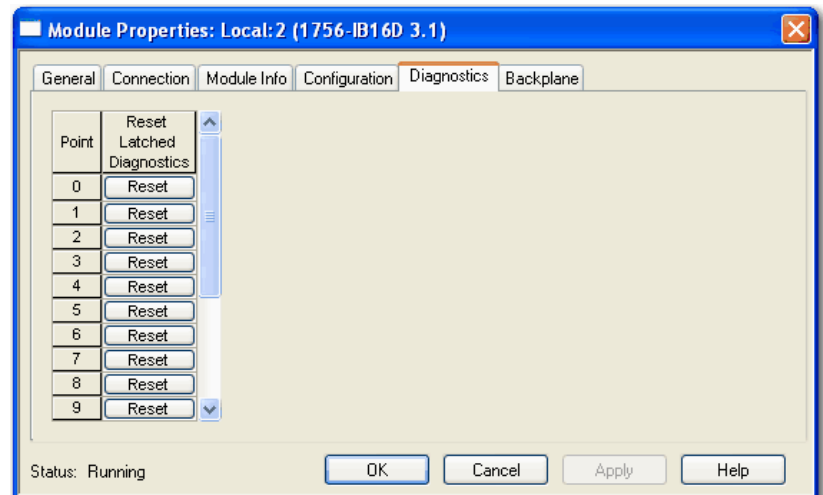 Module Properties: Local:2 (1756-IB16D 3.1)
General Connection Module Info Configuration Diagnostics Backplane
Point Reset Latched Diagnostics
0 Reset
1 Reset
2 Reset
3 Reset
4 Reset
5 Reset
6 Reset
7 Reset
8 Reset
9 Reset
Status: Running OK Cancel Apply Help